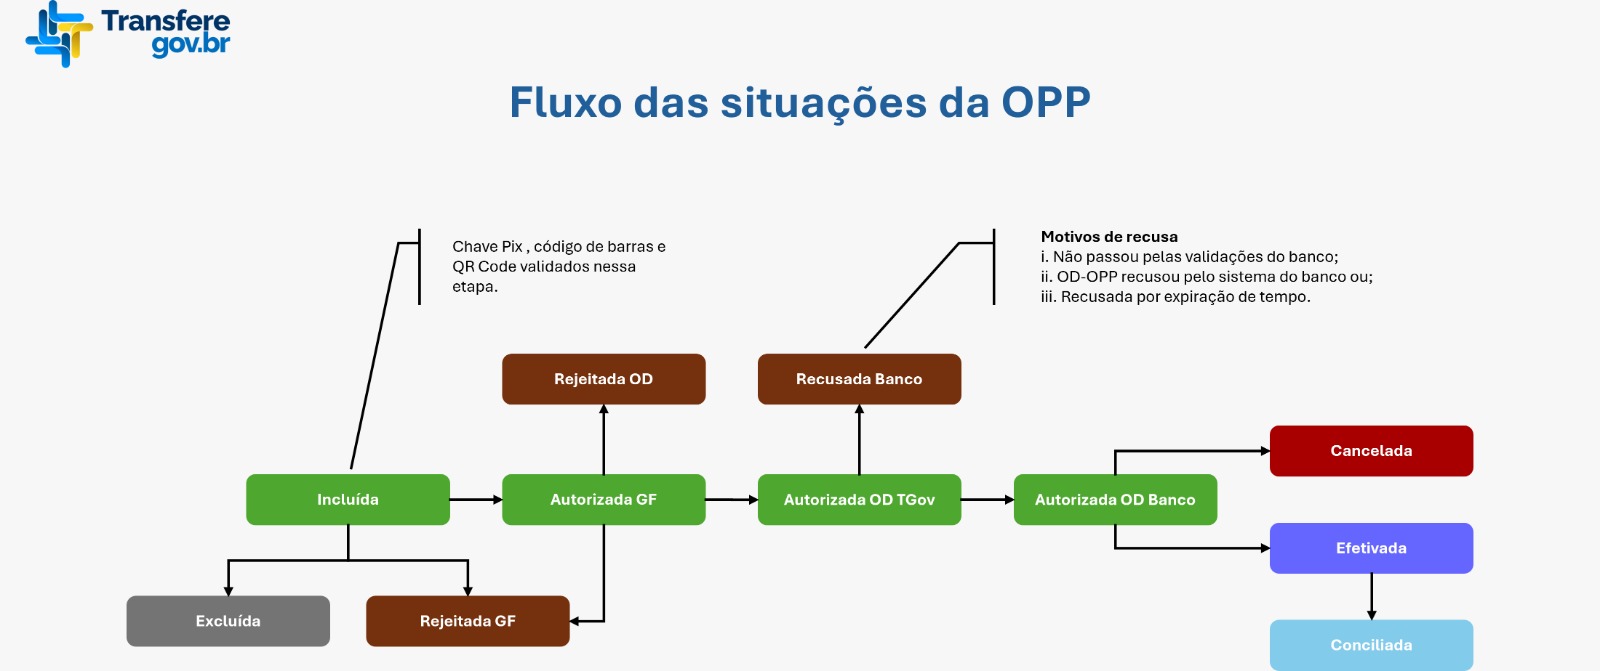 Transfere
gov.br
Fluxo das situações da OPP
Chave Pix , código de barras e
QR Code validados nessa
etapa.
Motivos de recusa
i. Não passou pelas validações do banco;
ii. OD-OPP recusou pelo sistema do banco ou;
iii. Recusada por expiração de tempo.
Rejeitada OD
Recusada Banco
Cancelada
Incluída
Autorizada GF
Autorizada OD TGov
Autorizada OD Banco
Efetivada
Excluída
Rejeitada GF
Conciliada